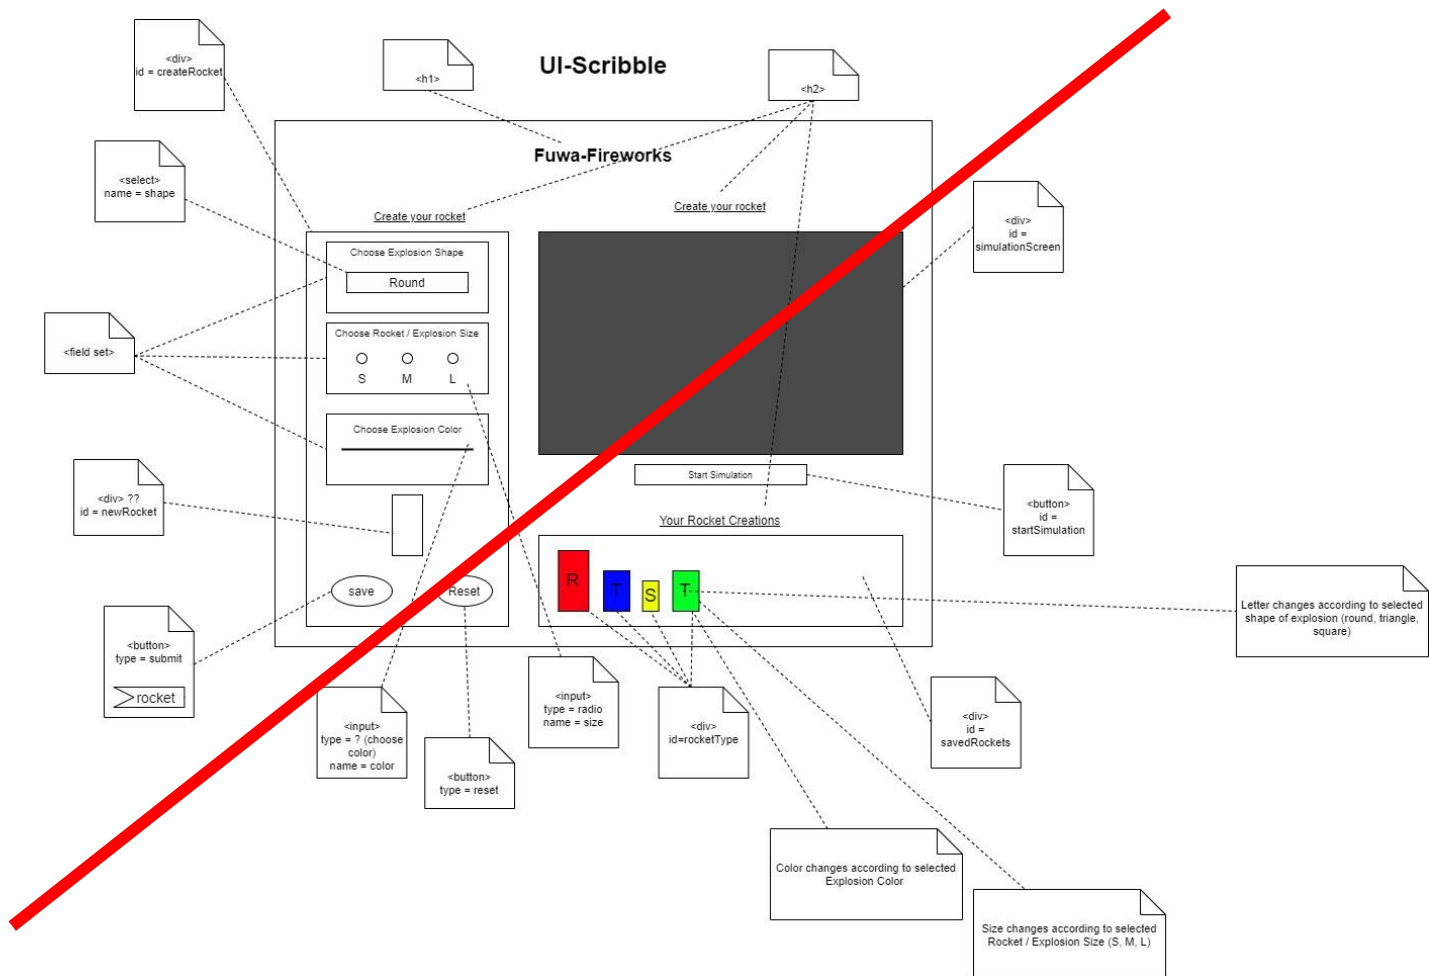 UI-Scribble
<div>
id = createRocket
<h1>
<h2>
Fuwa-Fireworks
<select>
name = shape
Create your rocket
Create your rocket
<div>
id =
simulationScreen
Choose Explosion Shape
Round
<field set>
Choose Rocket / Explosion Size
S M L
Choose Explosion Color
<div> ??
id = newRocket
Start Simulation
<button>
id =
startSimulation
Your Rocket Creations
R T S T
save
Reset
Letter changes according to selected
shape of explosion (round, triangle,
square)
<button>
type = submit
rocket
<input>
type = ? (choose
color)
name = color
<button>
type = reset
<input>
type = radio
name = size
<div>
id=rocketType
<div>
id =
savedRockets
Color changes according to selected
Explosion Color
Size changes according to selected
Rocket / Explosion Size (S, M, L)